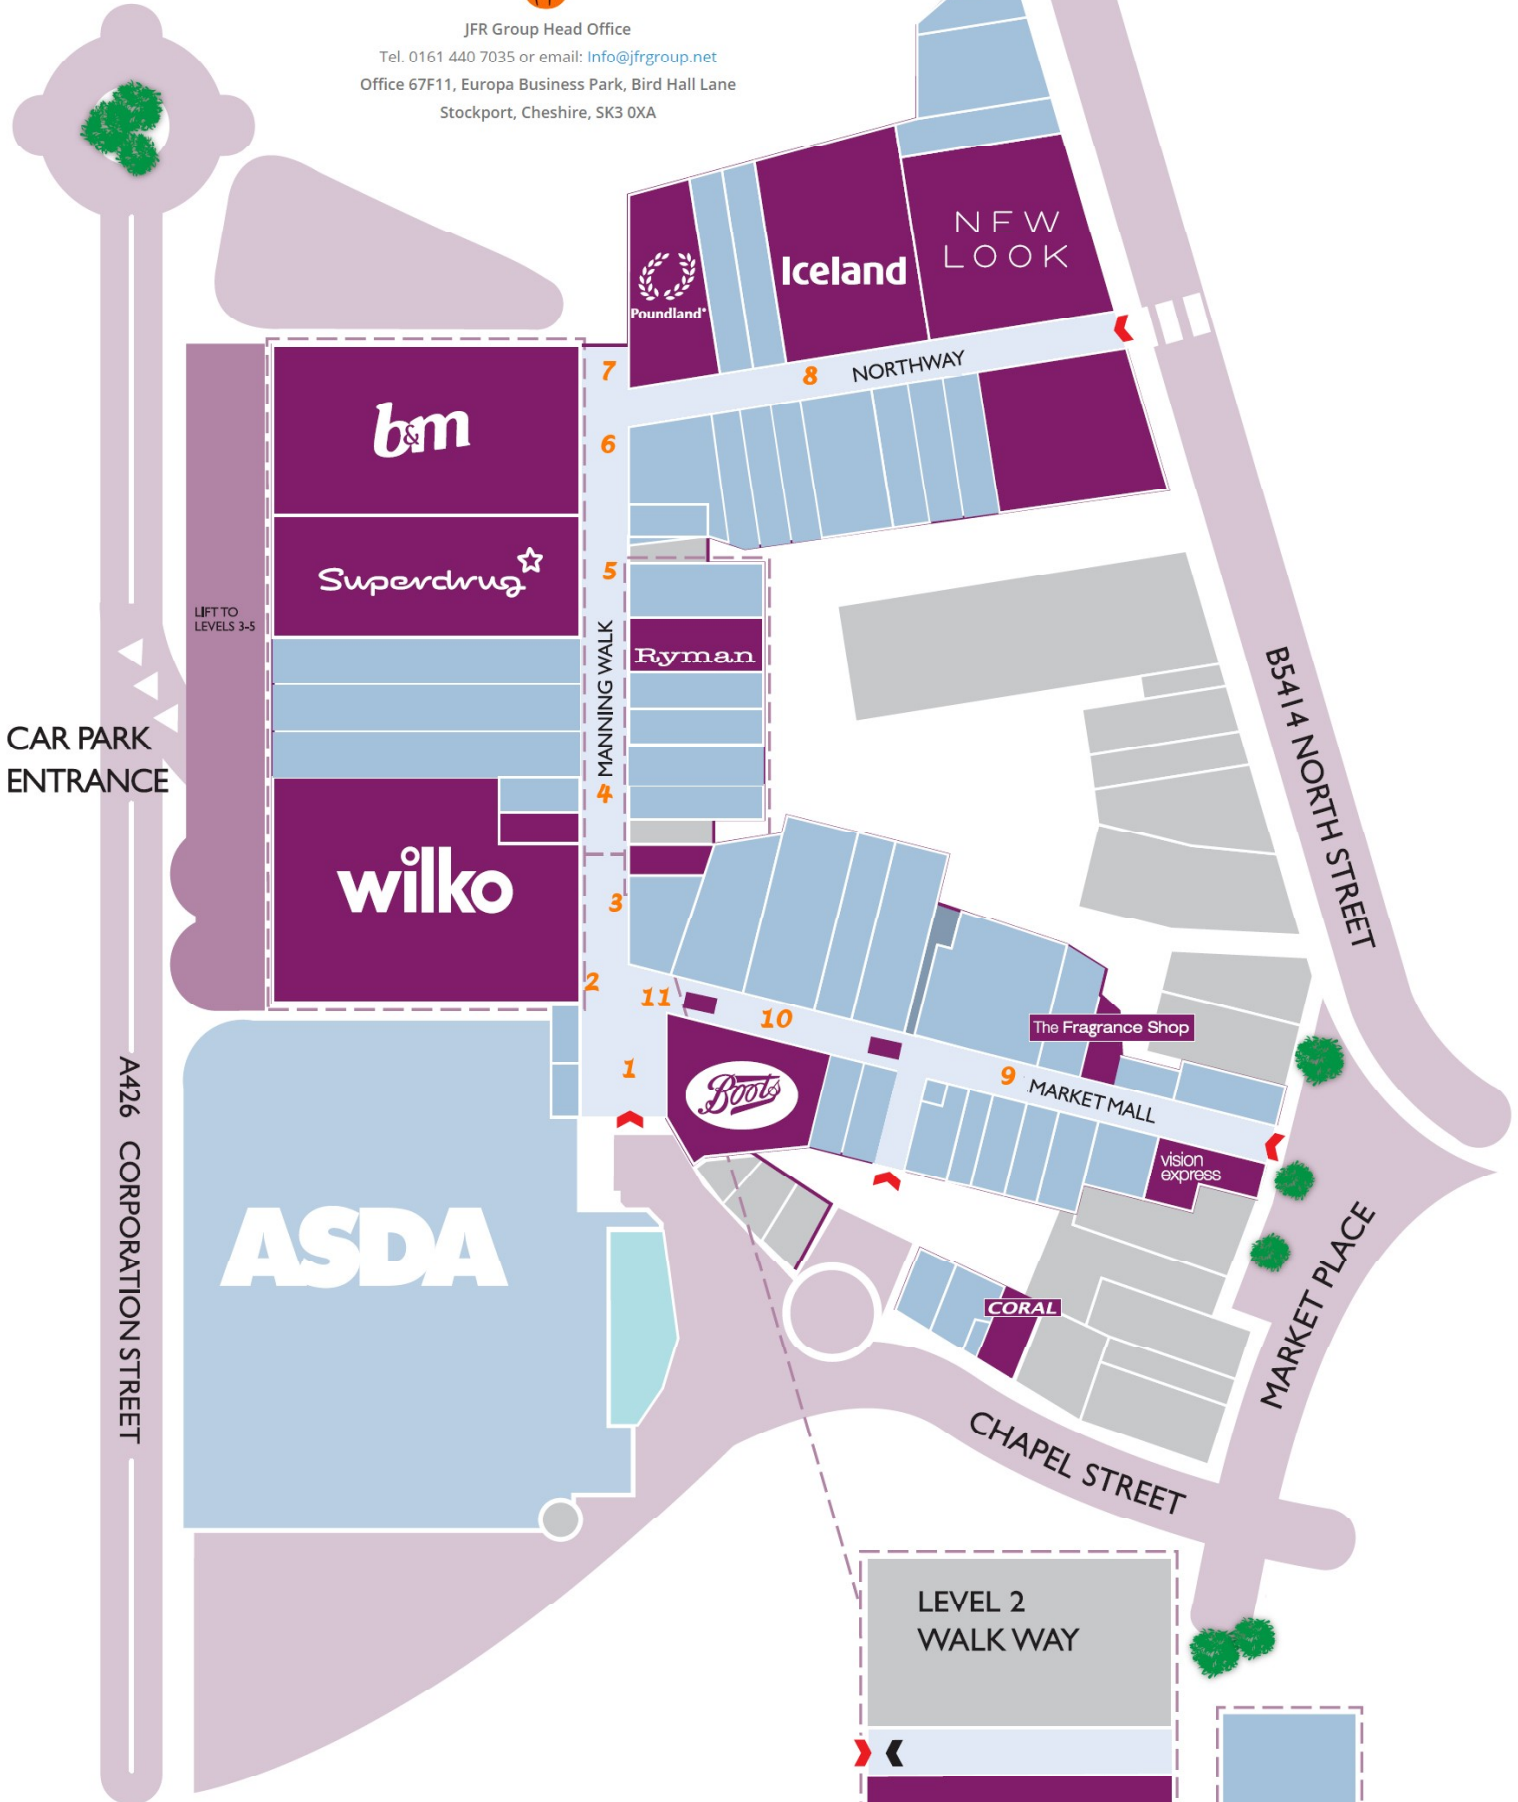 JFR Group Head Office
Tel. 0161 440 7035 or email: Info@jfrgroup.net
Office 67F11, Europa Business Park, Bird Hall Lane
Stockport, Cheshire, SK3 0XA
NEW
LOOK
Iceland
Poundland
7
8 NORTHWAY
b&m
6
Superdrug
5
LIFT TO
LEVELS 3-5
Ryman
MANNING WALK
B5414 NORTH STREET
CAR PARK
ENTRANCE
4
wilko
3
2
11
10
The Fragrance Shop
1
Boots
9 MARKET MALL
vision
express
A426 CORPORATION STREET
ASDA
CORAL
MARKET PLACE
CHAPEL STREET
LEVEL 2
WALK WAY